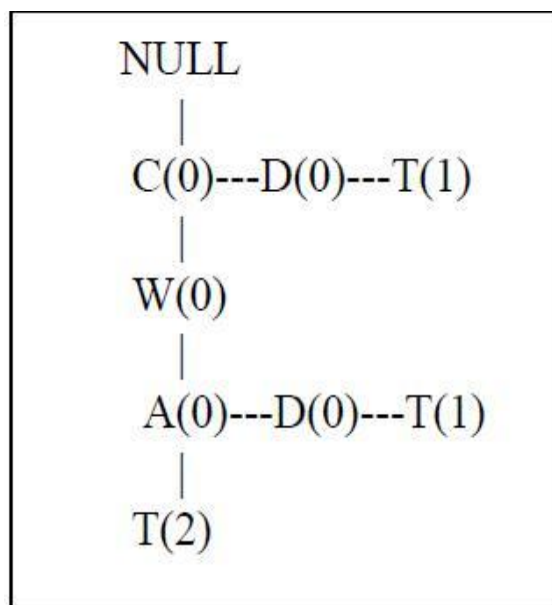 NULL
|
C(0)---D(0)---T(1)
|
W(0)
|
A(0)---D(0)---T(1)
|
T(2)